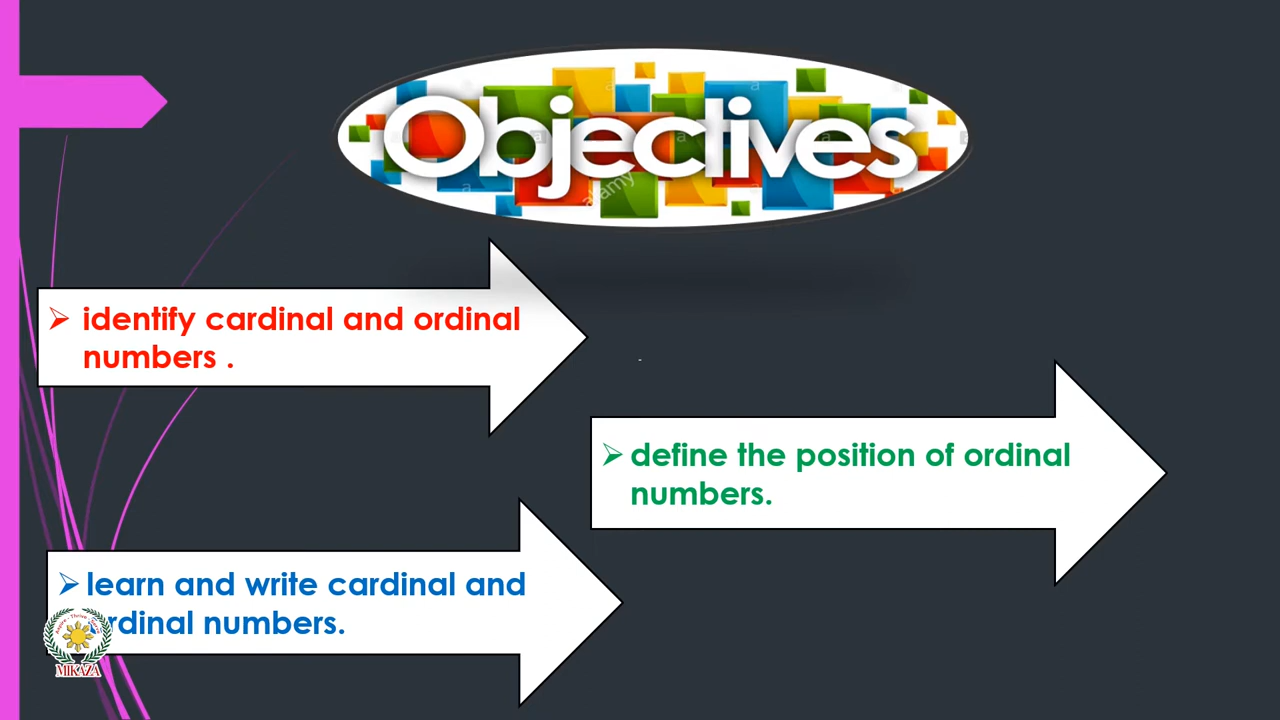 Objectives
identify cardinal and ordinal
numbers .
define the position of ordinal
numbers.
learn and write cardinal and
rdinal numbers.
MIKAZA
alamy